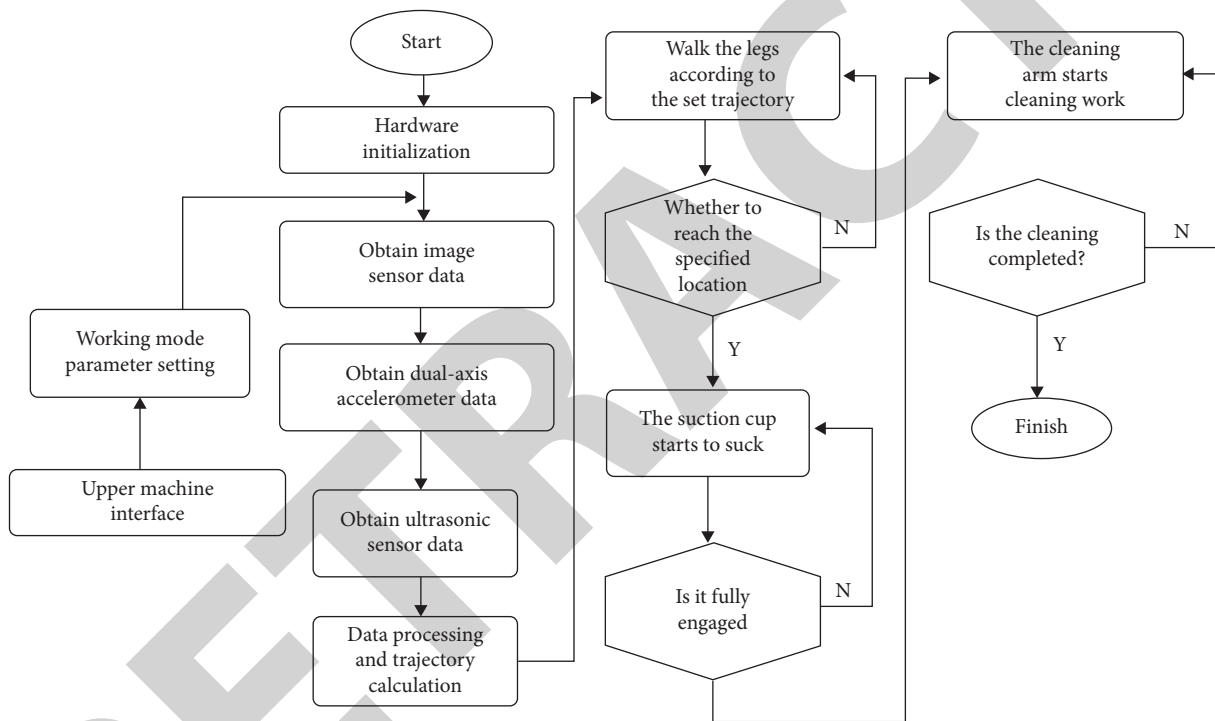 Start
Hardware
initialization
Obtain image
sensor data
Working mode
parameter setting
Obtain dual-axis
accelerometer data
Upper machine
interface
Obtain ultrasonic
sensor data
Data processing
and trajectory
calculation
Walk the legs
according to
the set trajectory
Whether to
reach the
specified
location
N
Y
The suction cup
starts to suck
Is it fully
engaged
N
The cleaning
arm starts
cleaning work
Is the cleaning
completed?
N
Y
Finish
ETRACT